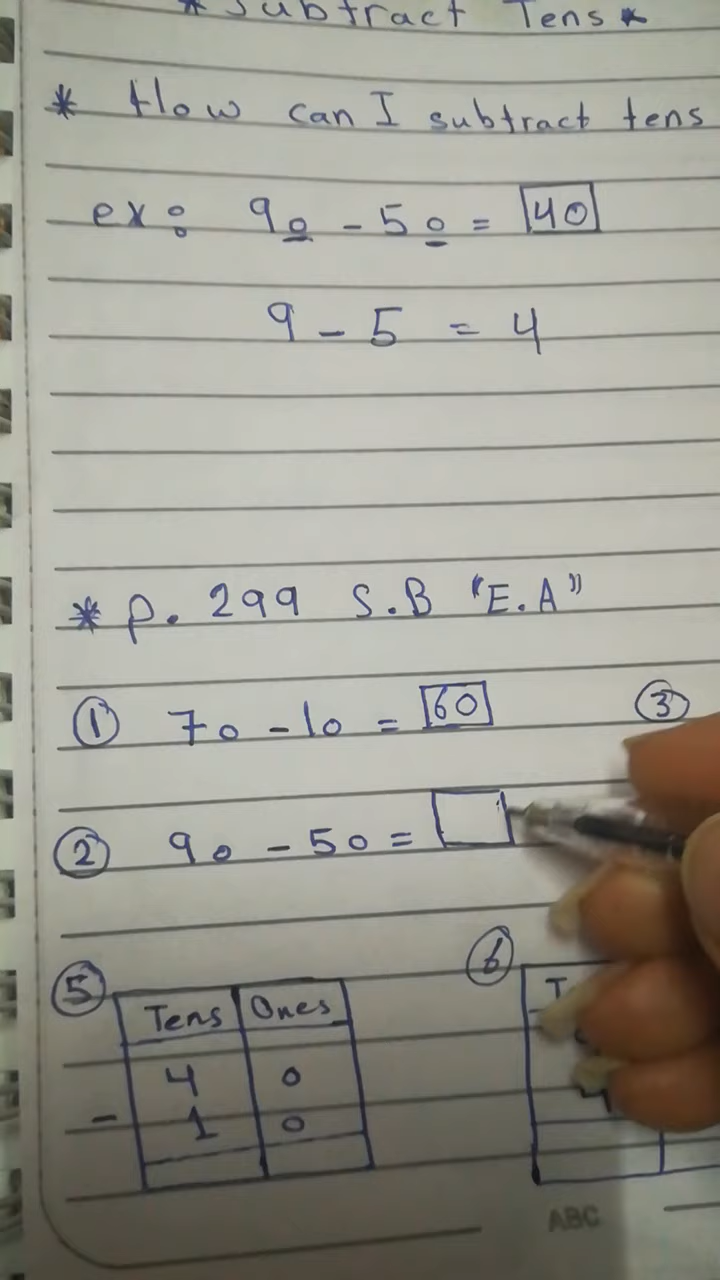 * Subtract Tens *
* How can I subtract tens
ex: 90 - 50 = 40
9 - 5 = 4
* P. 299 S.B "E.A"
① 70 - 10 = 60 ③
② 90 - 50 =
⑤ ⑥
Tens Ones T
4 0
- 1 0 4
ABC